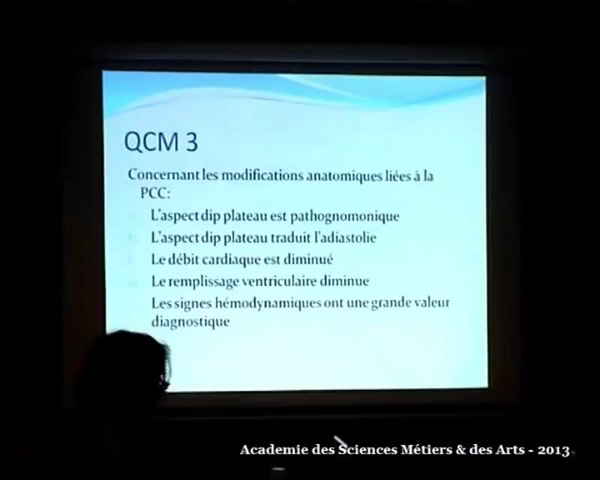 QCM 3
Concernant les modifications anatomiques liées à la
PCC:
L'aspect dip plateau est pathognomonique
L'aspect dip plateau traduit l'adiastolie
Le débit cardiaque est diminué
Le remplissage ventriculaire diminue
Les signes hémodynamiques ont une grande valeur
diagnostique
Academie des Sciences Métiers & des Arts - 2013